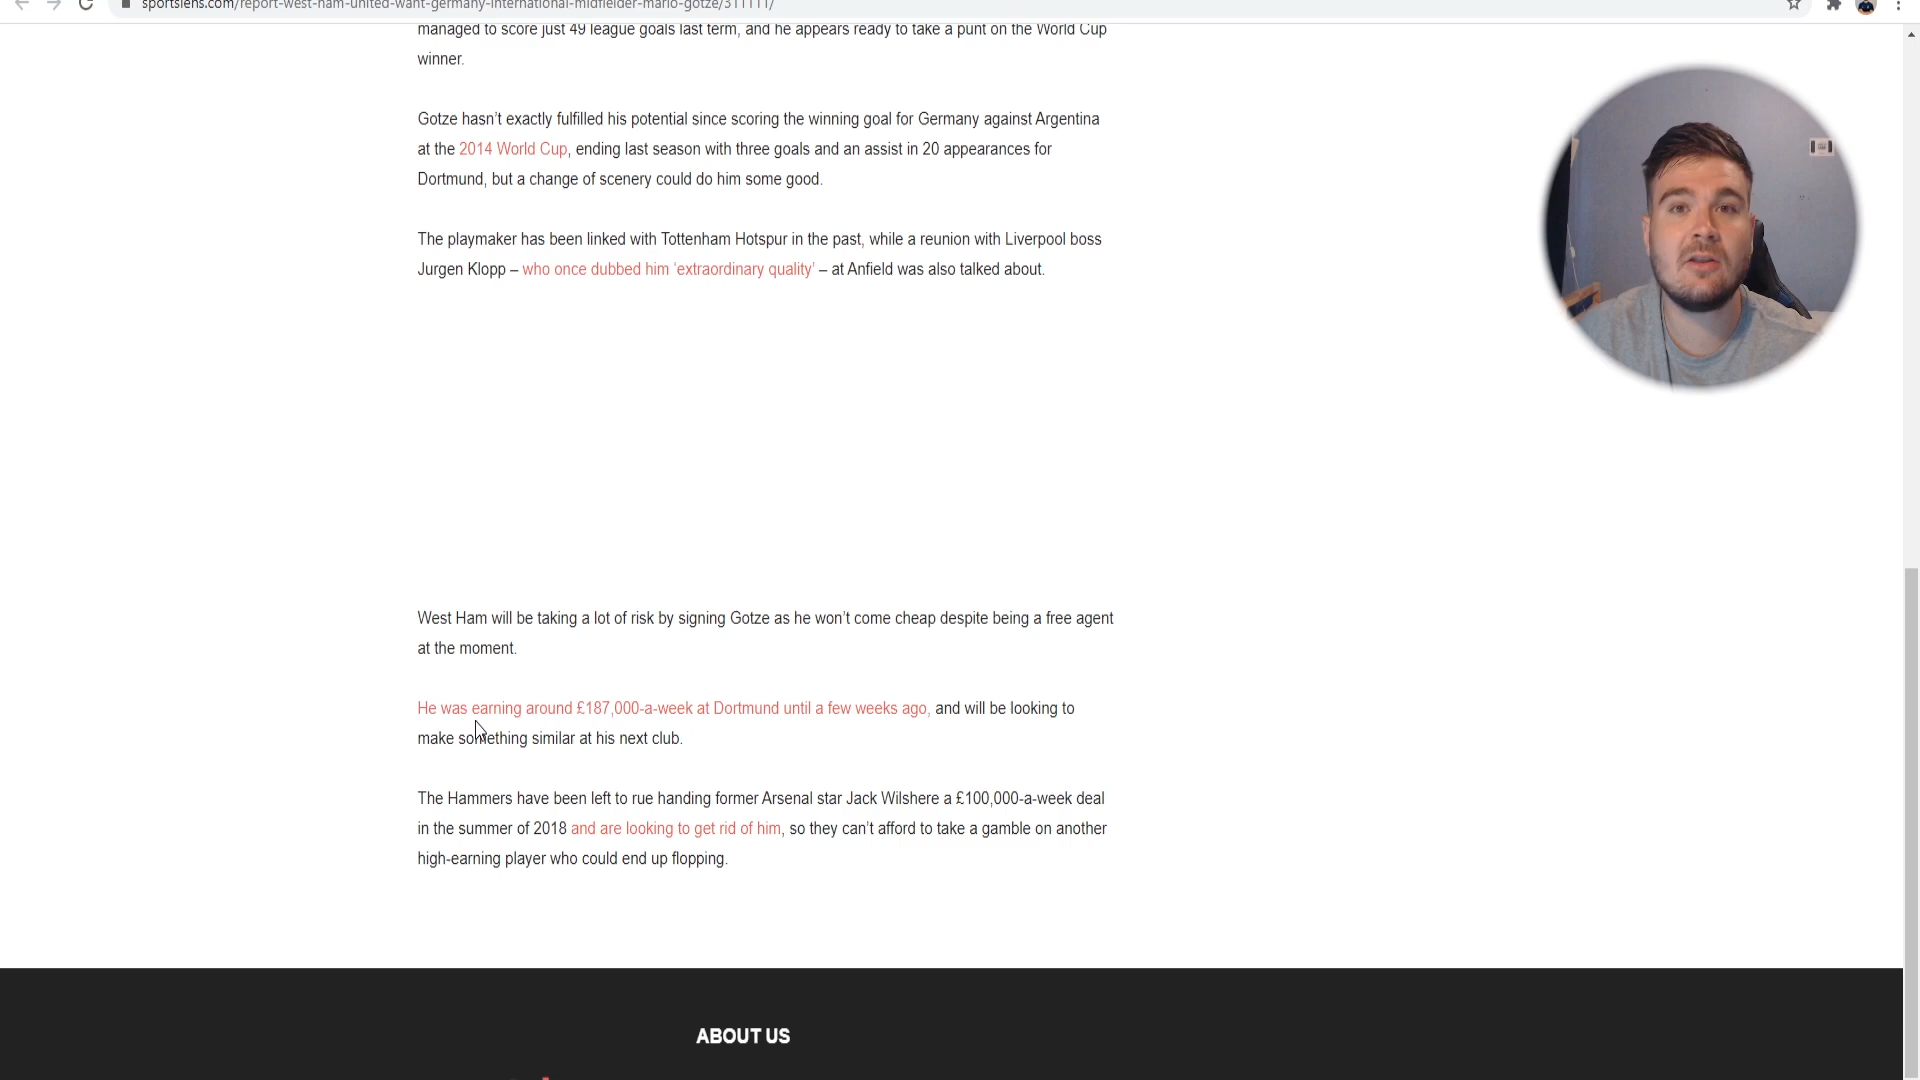 sportslens.com/report-west-ham-united-want-germany-international-midfielder-mario-gotze/311111/
managed to score just 49 league goals last term, and he appears ready to take a punt on the World Cup
winner.
Gotze hasn’t exactly fulfilled his potential since scoring the winning goal for Germany against Argentina
at the 2014 World Cup, ending last season with three goals and an assist in 20 appearances for
Dortmund, but a change of scenery could do him some good.
The playmaker has been linked with Tottenham Hotspur in the past, while a reunion with Liverpool boss
Jurgen Klopp – who once dubbed him ‘extraordinary quality’ – at Anfield was also talked about.
West Ham will be taking a lot of risk by signing Gotze as he won’t come cheap despite being a free agent
at the moment.
He was earning around £187,000-a-week at Dortmund until a few weeks ago, and will be looking to
make something similar at his next club.
The Hammers have been left to rue handing former Arsenal star Jack Wilshere a £100,000-a-week deal
in the summer of 2018 and are looking to get rid of him, so they can’t afford to take a gamble on another
high-earning player who could end up flopping.
ABOUT US